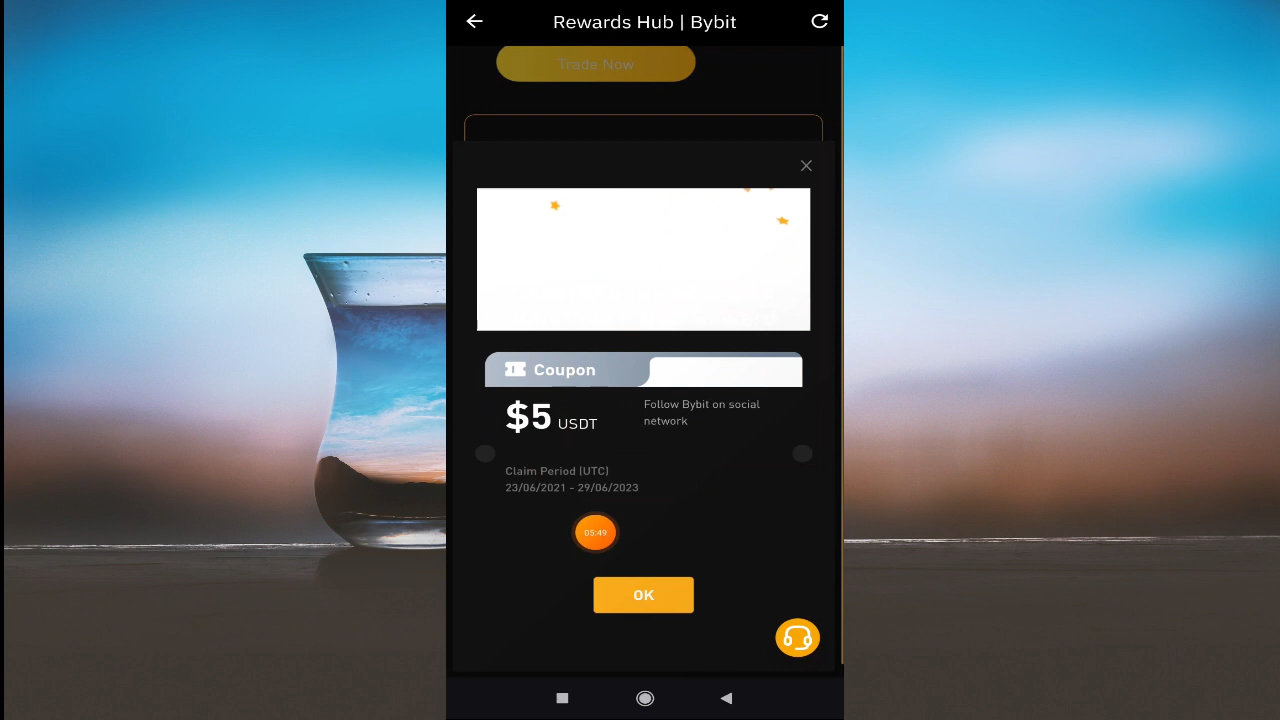 Rewards Hub | Bybit
Trade Now
Coupon
$5 USDT
Follow Bybit on social
network
Claim Period (UTC)
23/06/2021 - 29/06/2023
05:49
OK